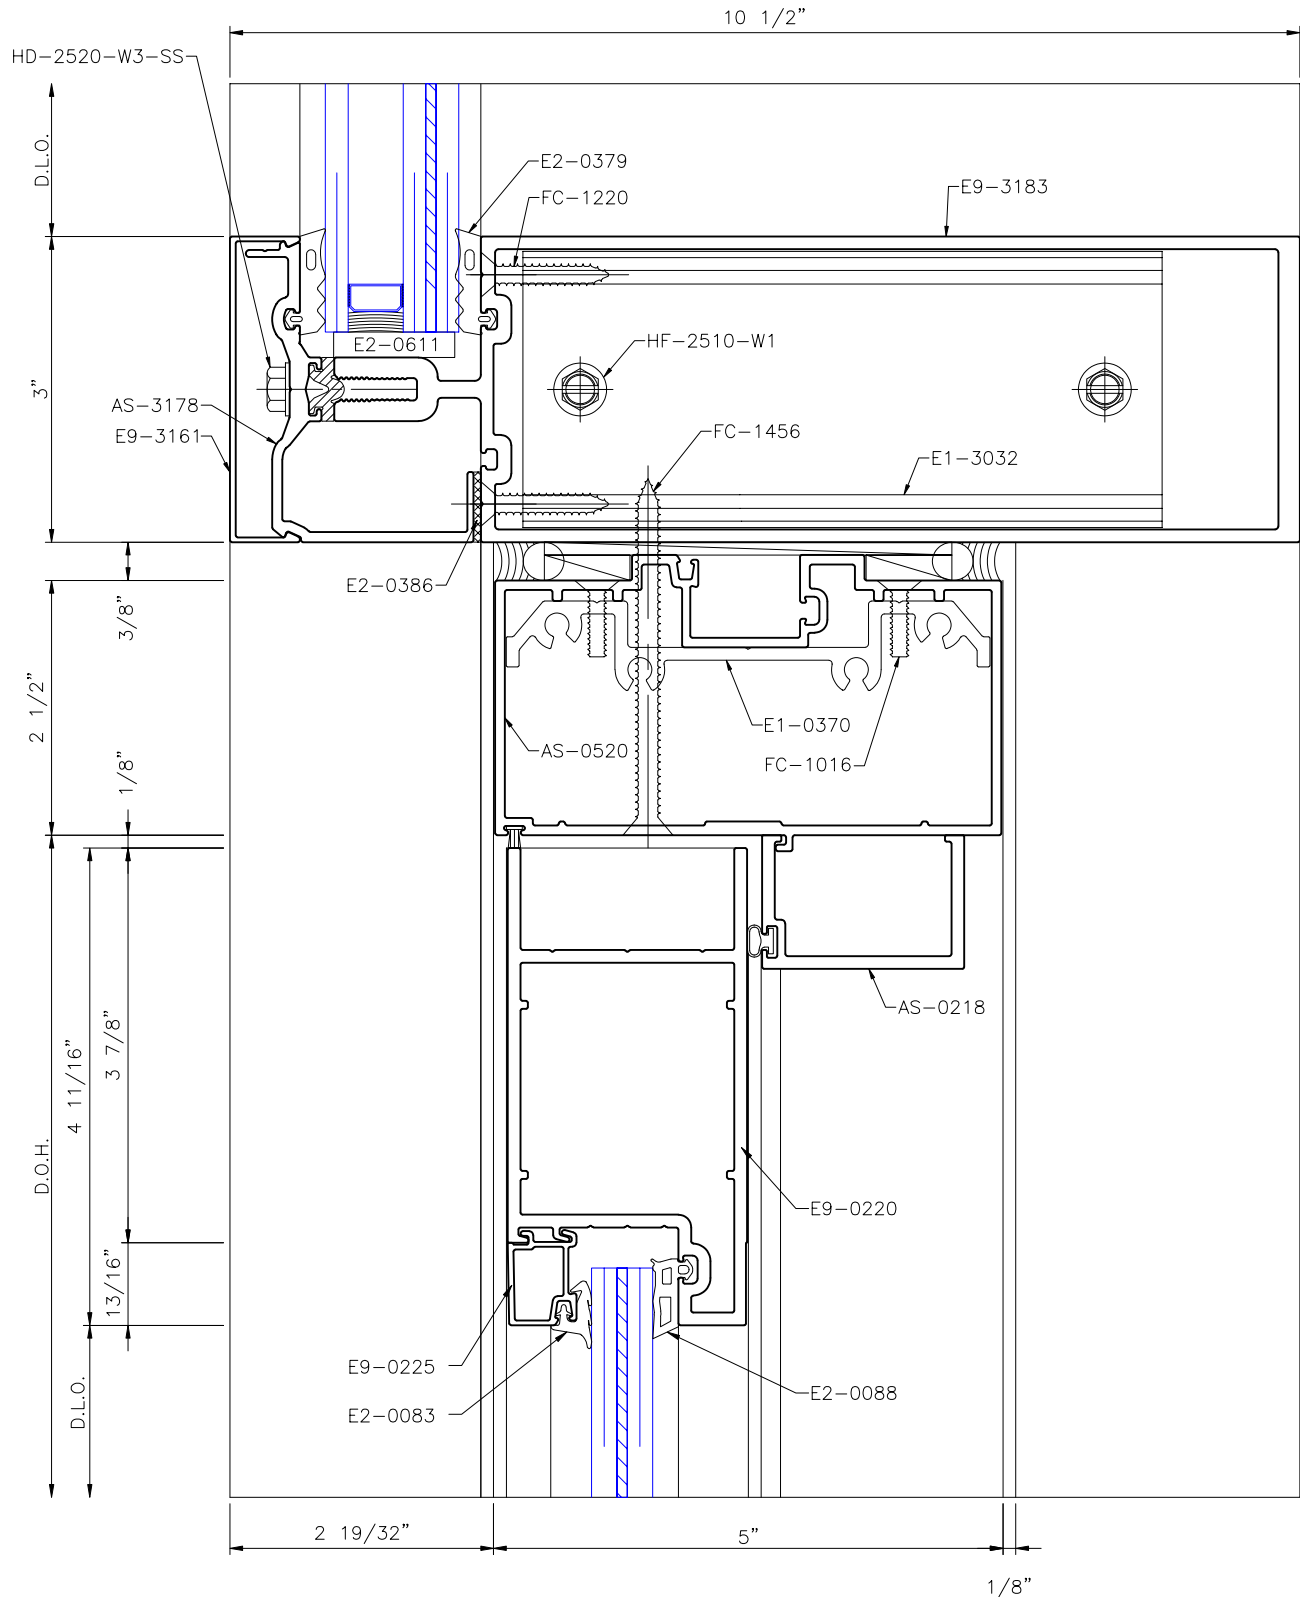 10 1/2”
HD-2520-W3-SS
D.L.O.
E2-0379
E9-3183
FC-1220
E2-0611
HF-2510-W1
3”
AS-3178
E9-3161
FC-1456
E1-3032
E2-0386
3/8”
2 1/2”
E1-0370
AS-0520
FC-1016
1/8”
AS-0218
3 7/8”
4 11/16”
D.O.H.
E9-0220
13/16”
E9-0225
E2-0088
E2-0083
D.L.O.
2 19/32”
5”
1/8”